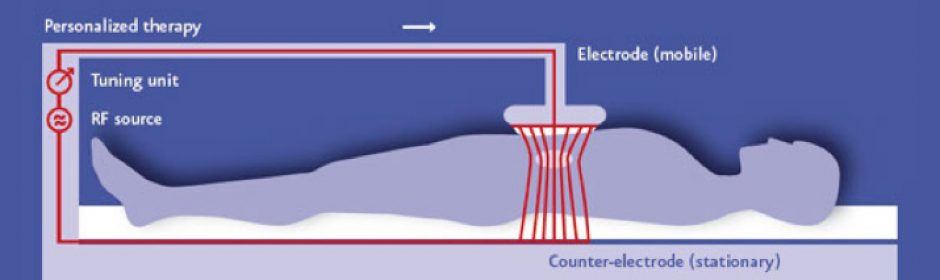 Personalized therapy
Electrode (mobile)
Tuning unit
RF source
Counter-electrode (stationary)